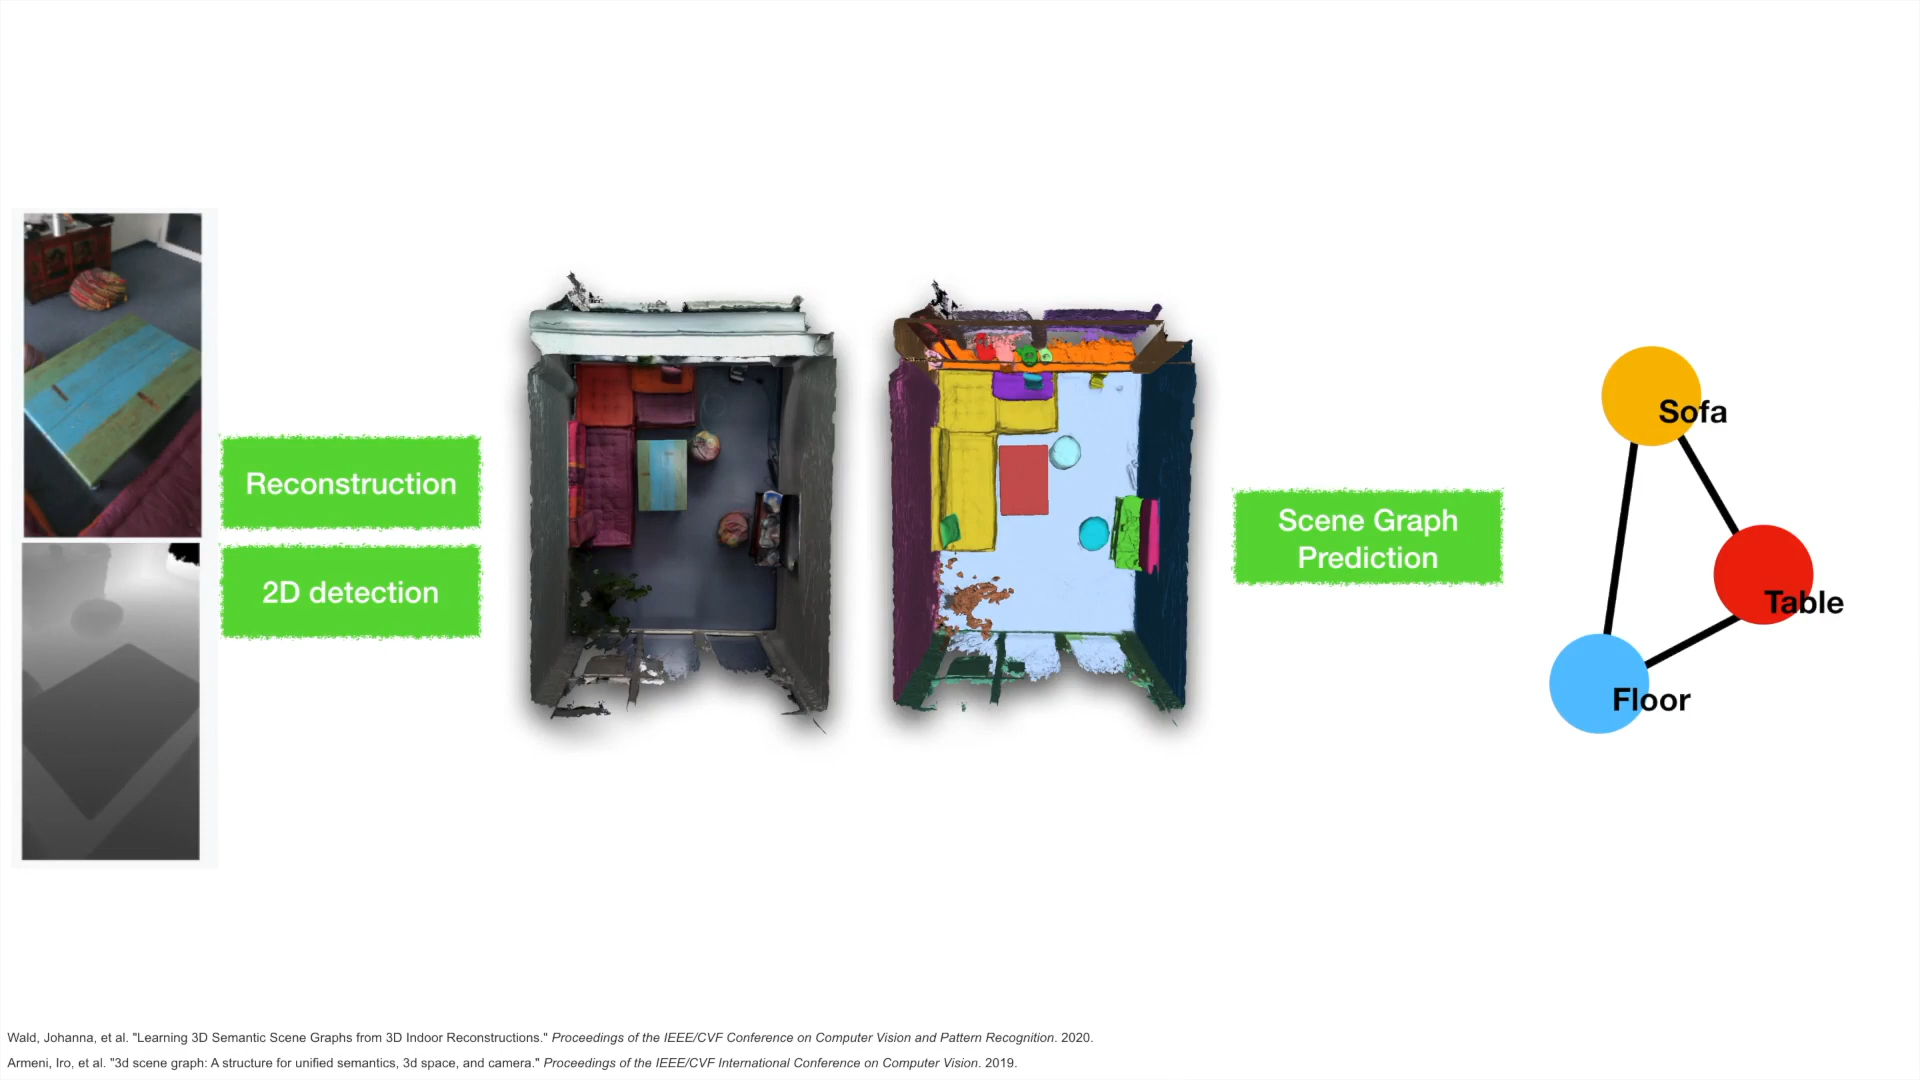 Reconstruction
2D detection
Scene Graph
Prediction
Sofa
Table
Floor
Wald, Johanna, et al. "Learning 3D Semantic Scene Graphs from 3D Indoor Reconstructions." Proceedings of the IEEE/CVF Conference on Computer Vision and Pattern Recognition. 2020.
Armeni, Iro, et al. "3d scene graph: A structure for unified semantics, 3d space, and camera." Proceedings of the IEEE/CVF International Conference on Computer Vision. 2019.